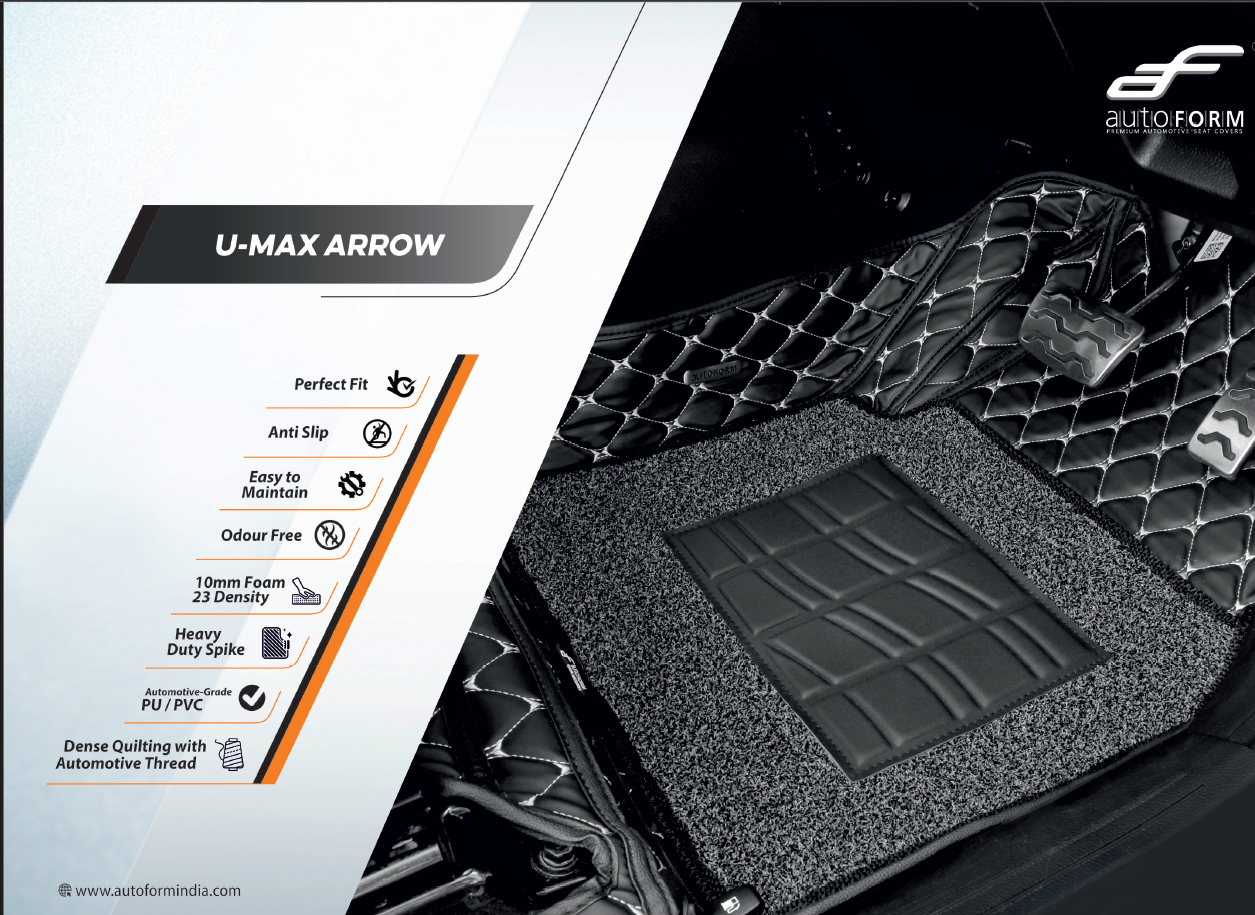 autoFORM
PREMIUM AUTOMOTIVE SEAT COVERS
U-MAX ARROW
Perfect Fit
Anti Slip
Easy to
Maintain
Odour Free
10mm Foam
23 Density
Heavy
Duty Spike
Automotive-Grade
PU / PVC
Dense Quilting with
Automotive Thread
www.autoformindia.com
autoFORM